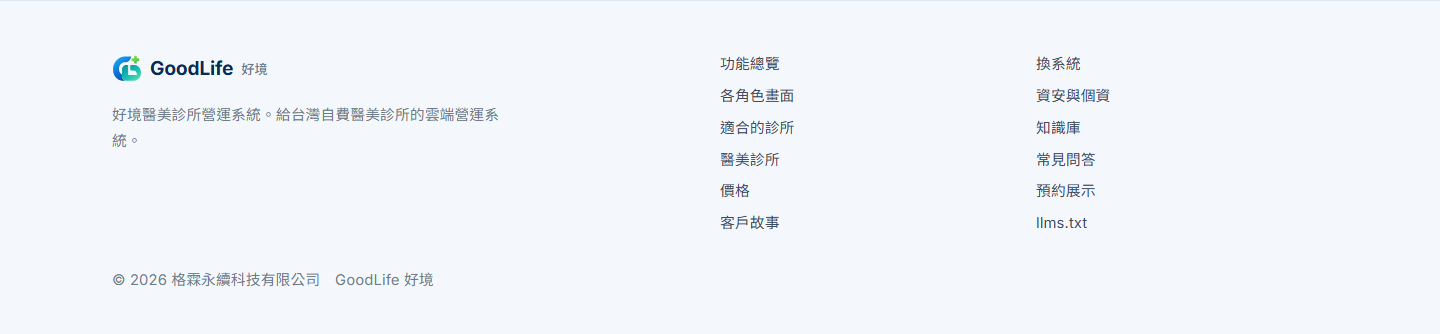 GoodLife 好境
好境醫美診所營運系統。給台灣自費醫美診所的雲端營運系
統。
功能總覽
各角色畫面
適合的診所
醫美診所
價格
客戶故事
換系統
資安與個資
知識庫
常見問答
預約展示
llms.txt
© 2026 格霖永續科技有限公司　GoodLife 好境